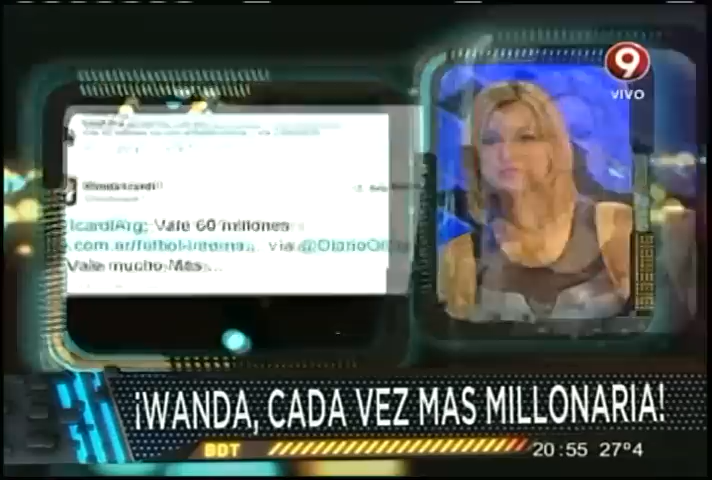 9
VIVO
IcardiArg: Vale 60 millones
.com.ar/futbol-interna... via
Vale mucho Mas...
¡WANDA, CADA VEZ MAS MILLONARIA!
BDT
20:55 27°4